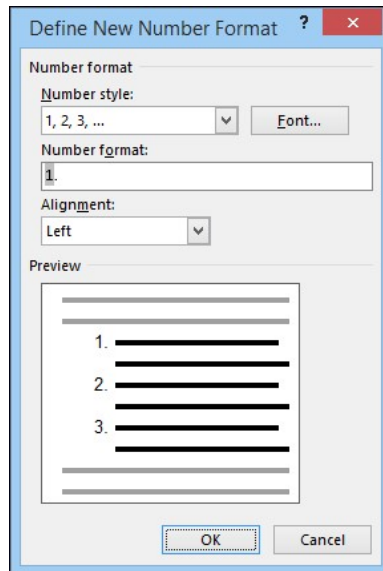 Define New Number Format ? ×
Number format
Number style:
1, 2, 3, ...
Font...
Number format:
1.
Alignment:
Left
Preview
1.
2.
3.
OK Cancel